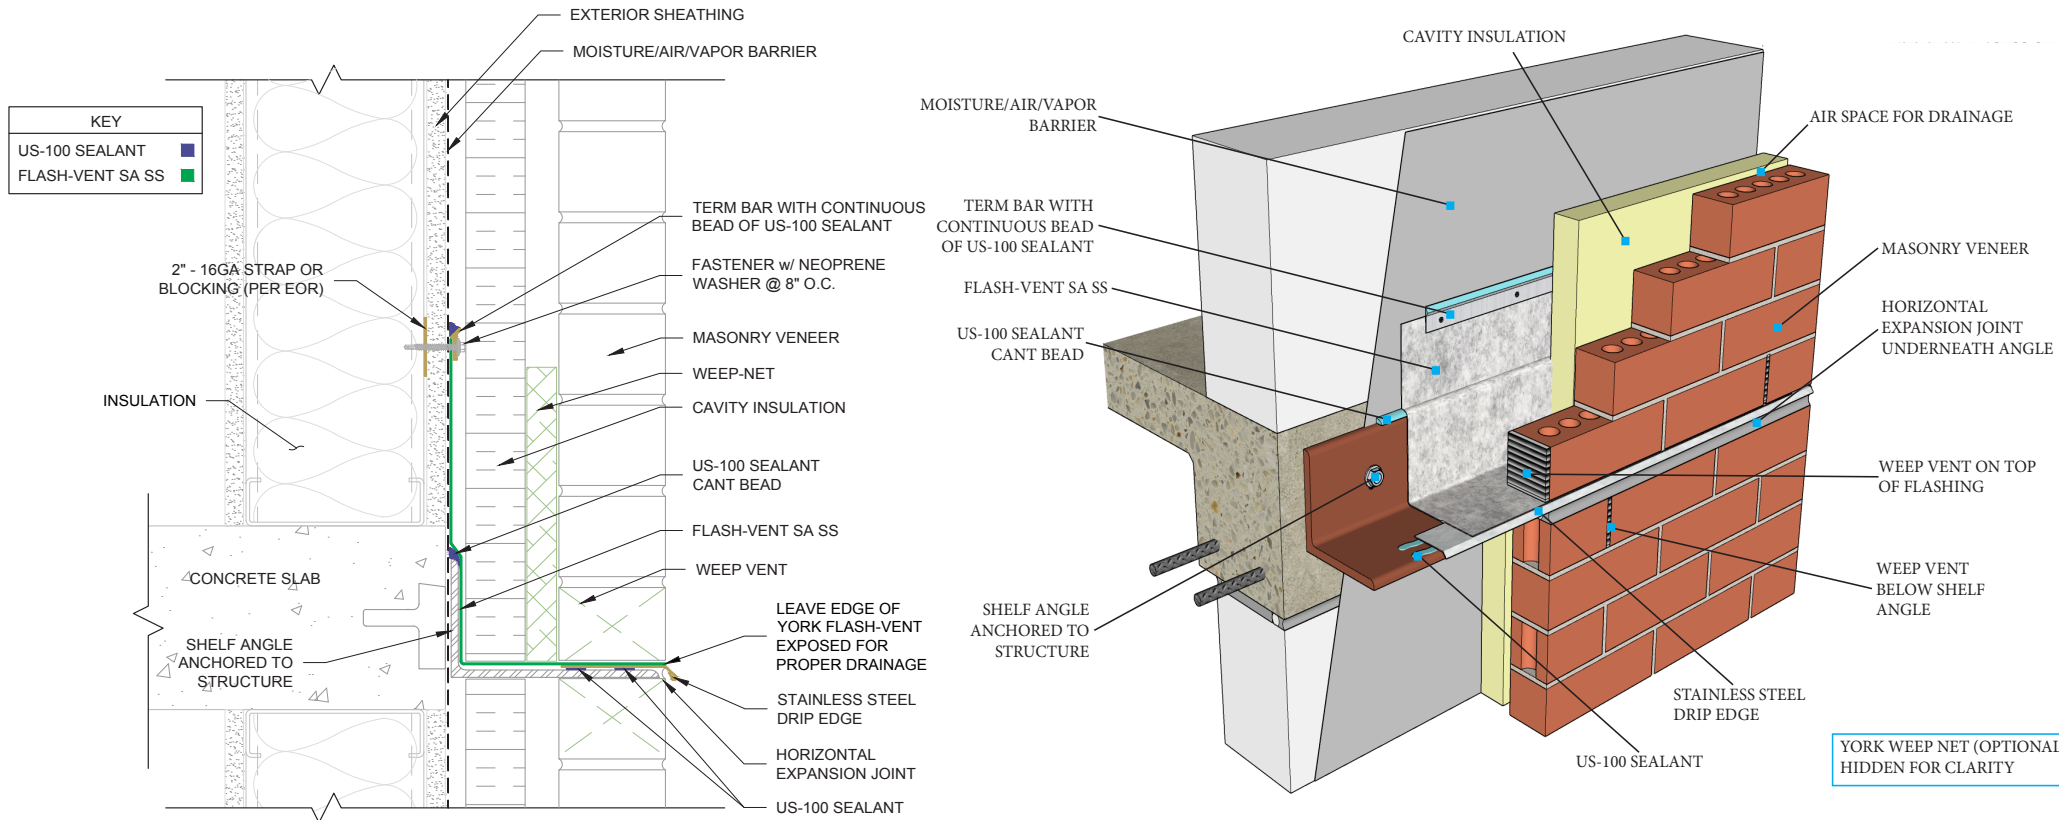 EXTERIOR SHEATHING
MOISTURE/AIR/VAPOR BARRIER
KEY
US-100 SEALANT
FLASH-VENT SA SS
2" - 16GA STRAP OR
BLOCKING (PER EOR)
INSULATION
CONCRETE SLAB
SHELF ANGLE
ANCHORED TO
STRUCTURE
TERM BAR WITH CONTINUOUS
BEAD OF US-100 SEALANT
FASTENER w/ NEOPRENE
WASHER @ 8" O.C.
MASONRY VENEER
WEEP-NET
CAVITY INSULATION
US-100 SEALANT
CANT BEAD
FLASH-VENT SA SS
WEEP VENT
LEAVE EDGE OF
YORK FLASH-VENT
EXPOSED FOR
PROPER DRAINAGE
STAINLESS STEEL
DRIP EDGE
HORIZONTAL
EXPANSION JOINT
US-100 SEALANT
CAVITY INSULATION
MOISTURE/AIR/VAPOR
BARRIER
AIR SPACE FOR DRAINAGE
TERM BAR WITH
CONTINUOUS BEAD
OF US-100 SEALANT
FLASH-VENT SA SS
US-100 SEALANT
CANT BEAD
MASONRY VENEER
HORIZONTAL
EXPANSION JOINT
UNDERNEATH ANGLE
WEEP VENT ON TOP
OF FLASHING
WEEP VENT
BELOW SHELF
ANGLE
SHELF ANGLE
ANCHORED TO
STRUCTURE
STAINLESS STEEL
DRIP EDGE
US-100 SEALANT
YORK WEEP NET (OPTIONAL
HIDDEN FOR CLARITY